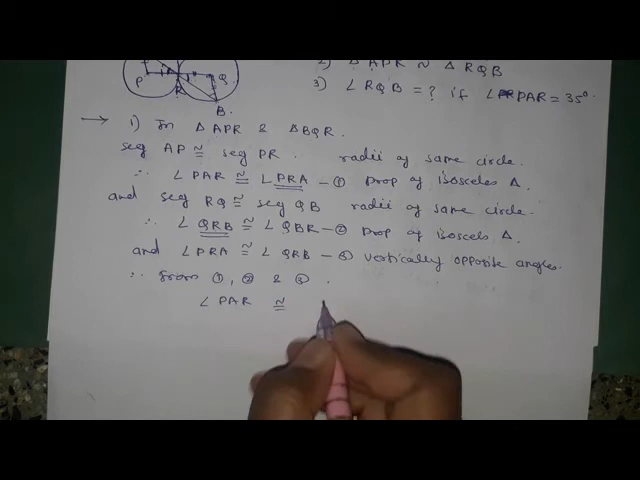 P
Q
R
B.
2) Δ APR ~ Δ RQB
3) ∠ RQB = ? if ∠PAR = 35°.
→ 1) In Δ APR & Δ BQR.
seg AP ≅ seg PR. radii of same circle.
∴ ∠ PAR ≅ ∠ PRA – ① Prop of isosceles Δ.
and seg RQ ≅ seg QB radii of same circle.
∴ ∠ QRB ≅ ∠ QBR – ② Prop of isoscels Δ.
and ∠ PRA ≅ ∠ QRB – ③ vertically opposite angles.
∴ from ①, ② & ③.
∠ PAR ≅